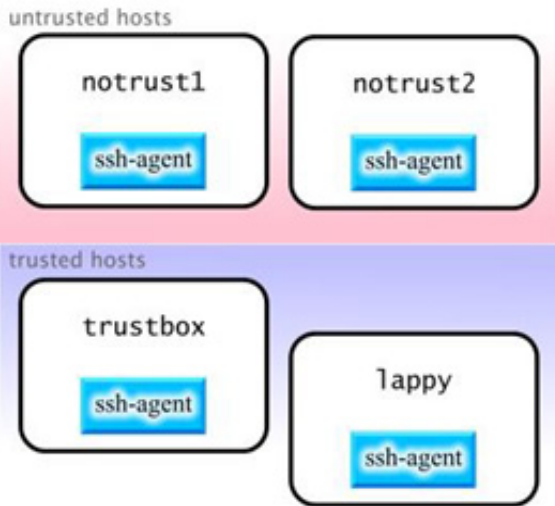 untrusted hosts
notrust1
notrust2
ssh-agent
ssh-agent
trusted hosts
trustbox
ssh-agent
lappy
ssh-agent